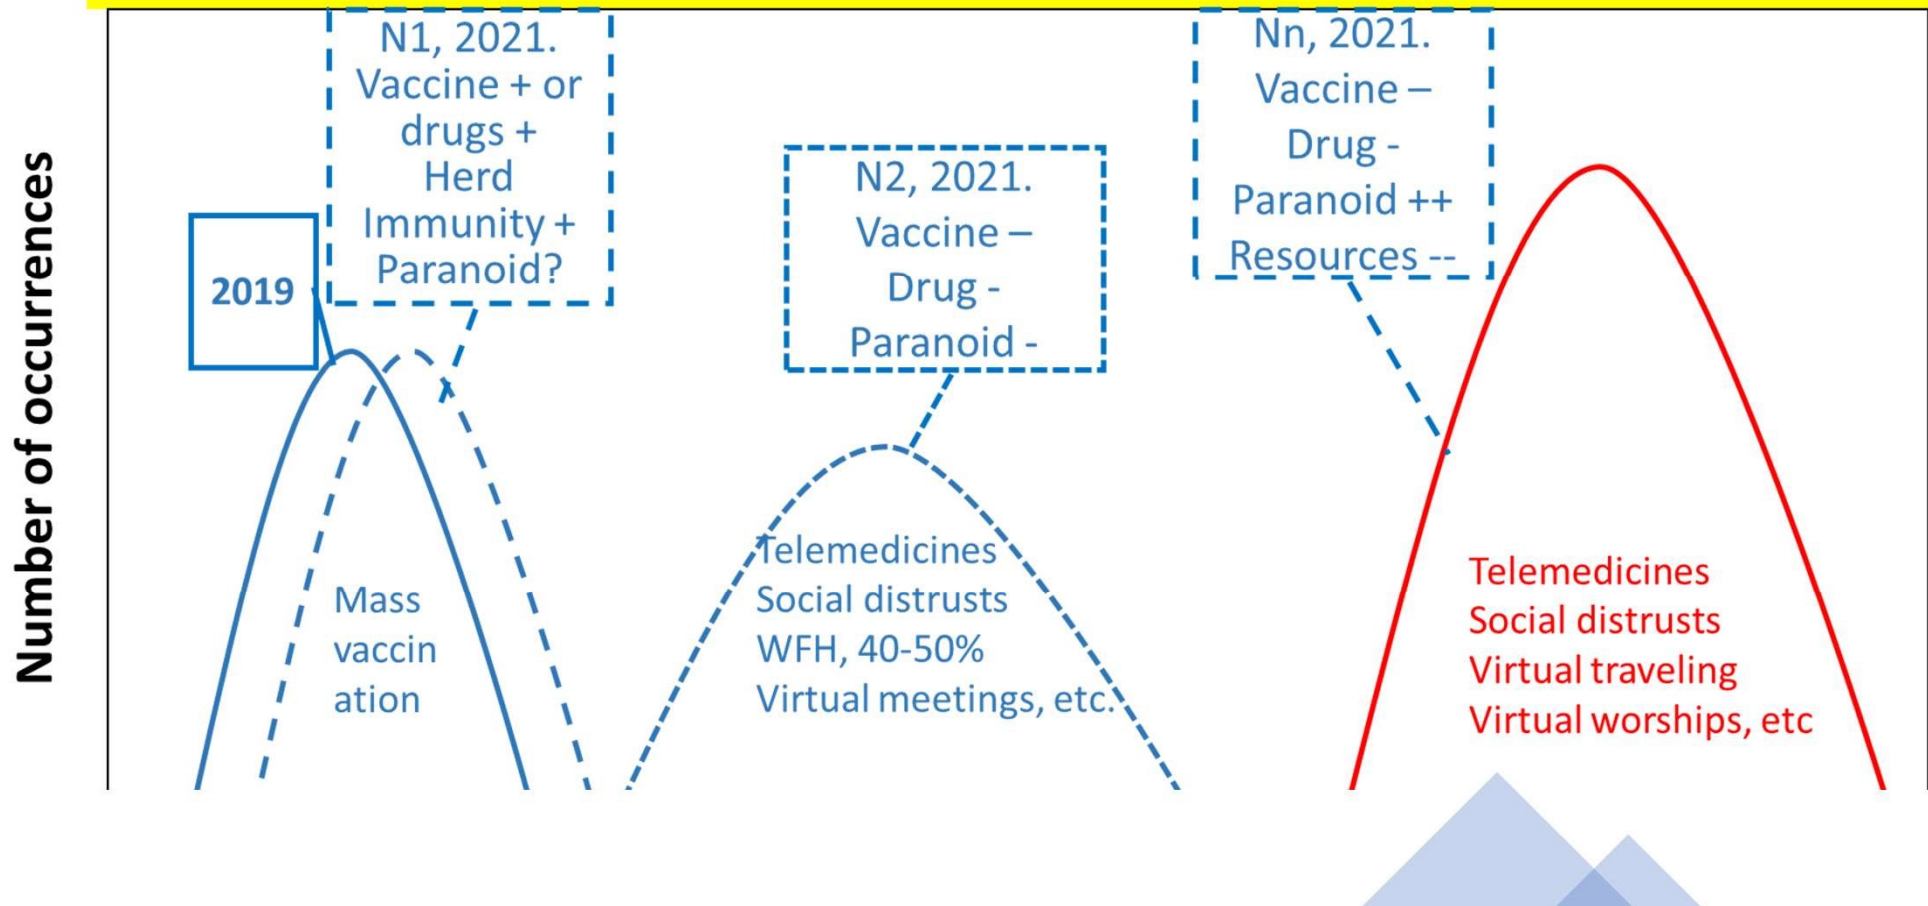 Number of occurrences
2019
N1, 2021.
Vaccine + or
drugs +
Herd
Immunity +
Paranoid?
N2, 2021.
Vaccine –
Drug -
Paranoid -
Nn, 2021.
Vaccine –
Drug -
Paranoid ++
Resources --
Mass
vaccin
ation
Telemedicines
Social distrusts
WFH, 40-50%
Virtual meetings, etc.
Telemedicines
Social distrusts
Virtual traveling
Virtual worships, etc